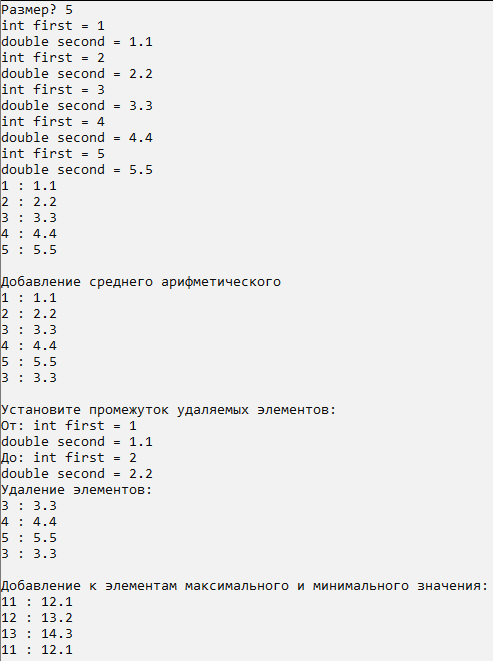 Размер? 5
int first = 1
double second = 1.1
int first = 2
double second = 2.2
int first = 3
double second = 3.3
int first = 4
double second = 4.4
int first = 5
double second = 5.5
1 : 1.1
2 : 2.2
3 : 3.3
4 : 4.4
5 : 5.5
Добавление среднего арифметического
1 : 1.1
2 : 2.2
3 : 3.3
4 : 4.4
5 : 5.5
3 : 3.3
Установите промежуток удаляемых элементов:
От: int first = 1
double second = 1.1
До: int first = 2
double second = 2.2
Удаление элементов:
3 : 3.3
4 : 4.4
5 : 5.5
3 : 3.3
Добавление к элементам максимального и минимального значения:
11 : 12.1
12 : 13.2
13 : 14.3
11 : 12.1